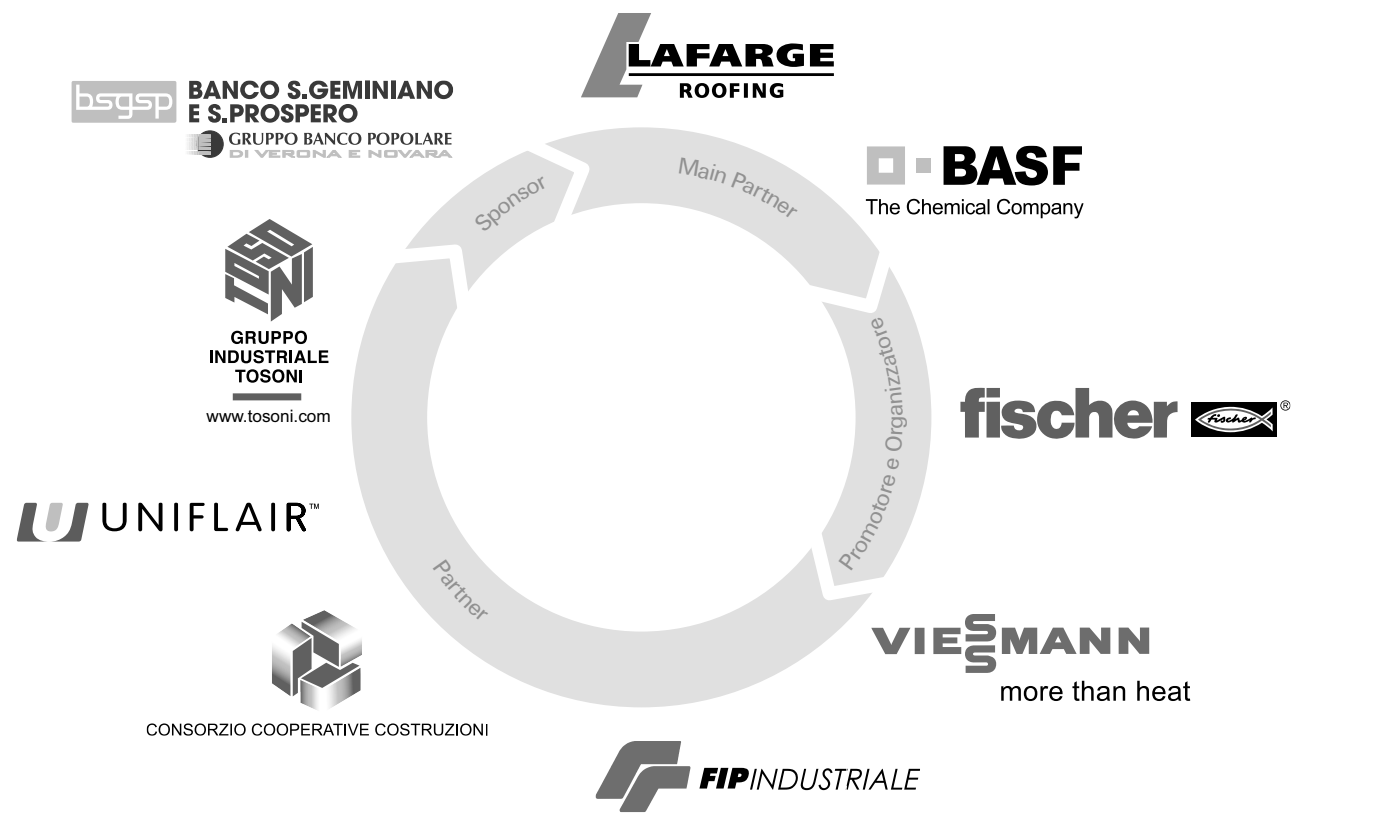 LAFARGE
ROOFING
bsgsp
BANCO S.GEMINIANO
E S.PROSPERO
GRUPPO BANCO POPOLARE
DI VERONA E NOVARA
Sponsor
Main Partner
BASF
The Chemical Company
TOSONI
GRUPPO
INDUSTRIALE
TOSONI
www.tosoni.com
Promotore e Organizzatore
fischer fischer ®
UNIFLAIR™
Partner
VIESSMANN
more than heat
CONSORZIO COOPERATIVE COSTRUZIONI
FIPINDUSTRIALE